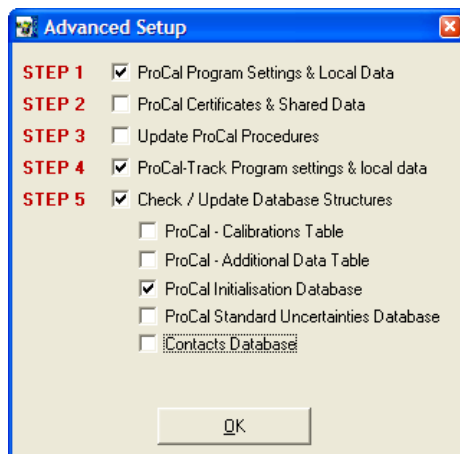 Advanced Setup
STEP 1 ProCal Program Settings & Local Data
STEP 2 ProCal Certificates & Shared Data
STEP 3 Update ProCal Procedures
STEP 4 ProCal-Track Program settings & local data
STEP 5 Check / Update Database Structures
ProCal - Calibrations Table
ProCal - Additional Data Table
ProCal Initialisation Database
ProCal Standard Uncertainties Database
Contacts Database
OK